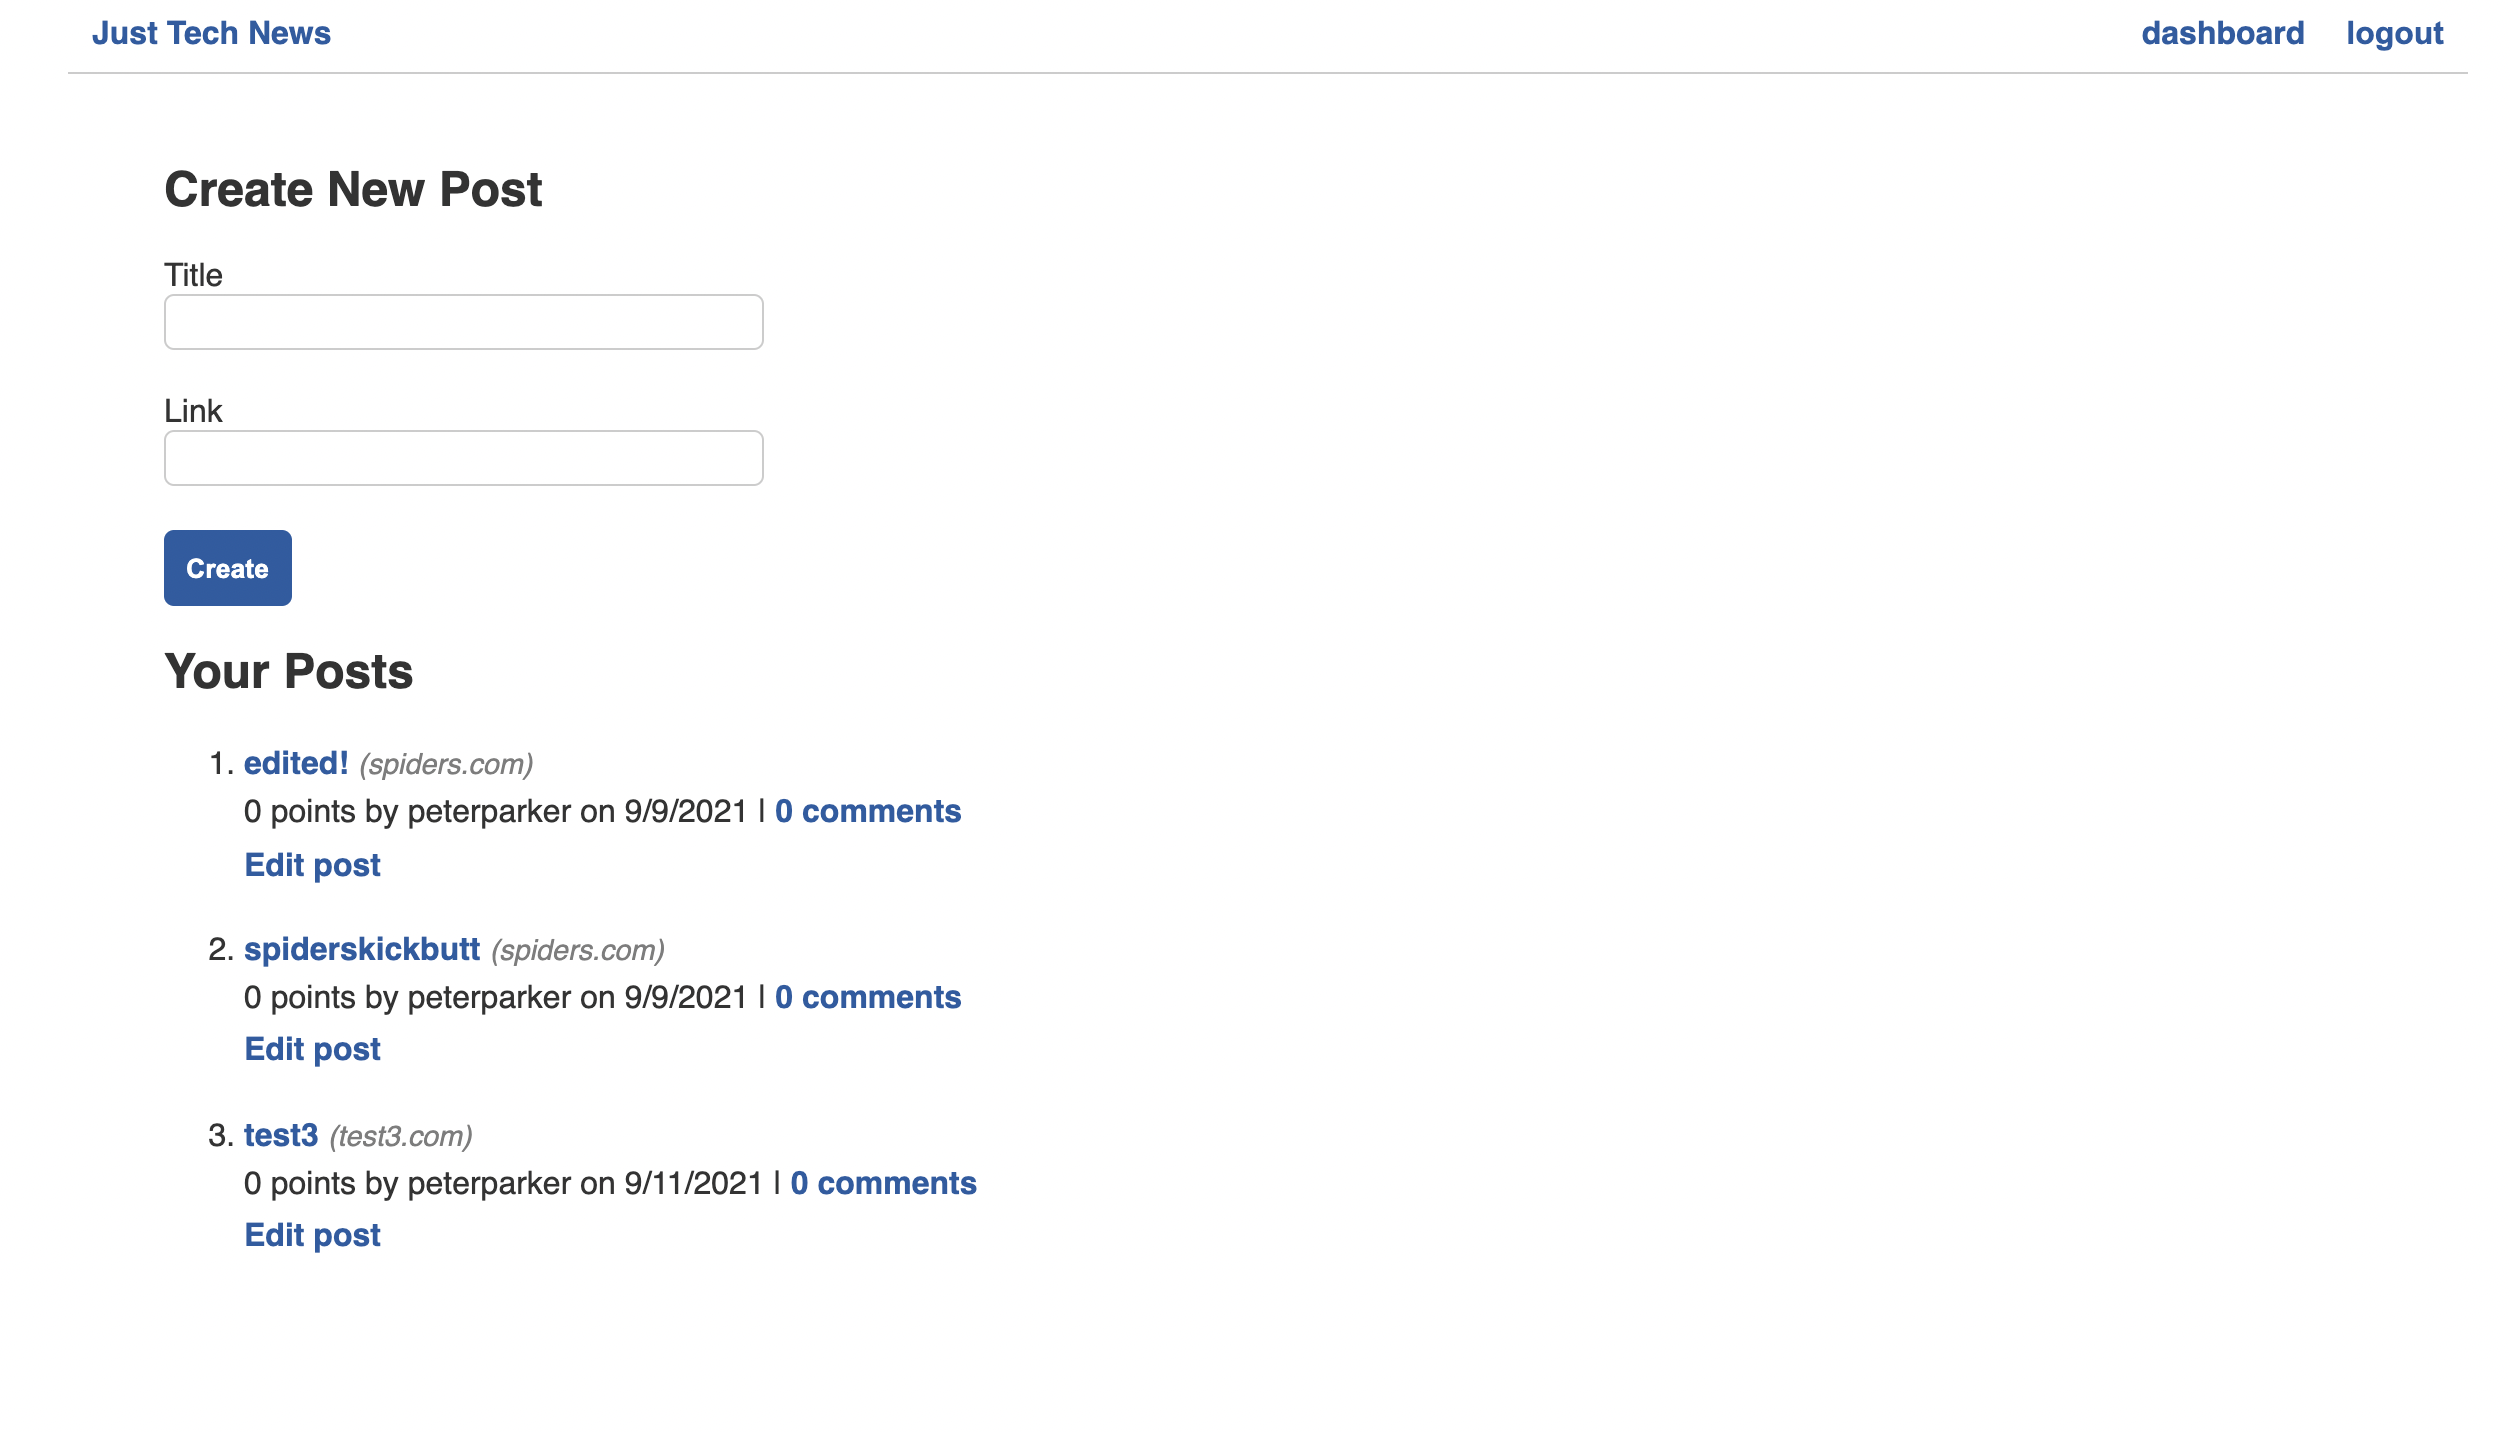 Just Tech News dashboard logout
Create New Post
Title
Link
Create
Your Posts
1. edited! (spiders.com)
0 points by peterparker on 9/9/2021 | 0 comments
Edit post
2. spiderskickbutt (spiders.com)
0 points by peterparker on 9/9/2021 | 0 comments
Edit post
3. test3 (test3.com)
0 points by peterparker on 9/11/2021 | 0 comments
Edit post